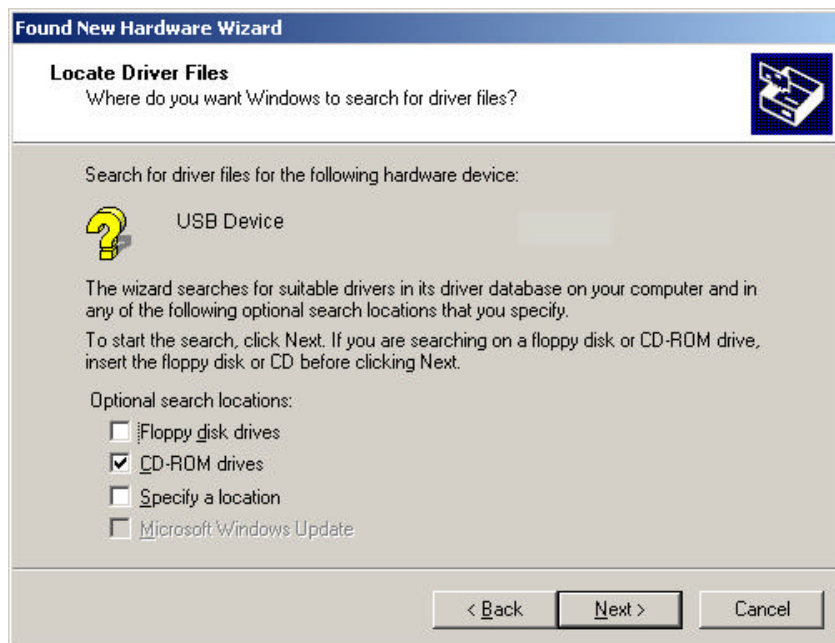 Found New Hardware Wizard
Locate Driver Files
Where do you want Windows to search for driver files?
Search for driver files for the following hardware device:
USB Device
The wizard searches for suitable drivers in its driver database on your computer and in
any of the following optional search locations that you specify.
To start the search, click Next. If you are searching on a floppy disk or CD-ROM drive,
insert the floppy disk or CD before clicking Next.
Optional search locations:
Floppy disk drives
CD-ROM drives
Specify a location
Microsoft Windows Update
< Back Next > Cancel